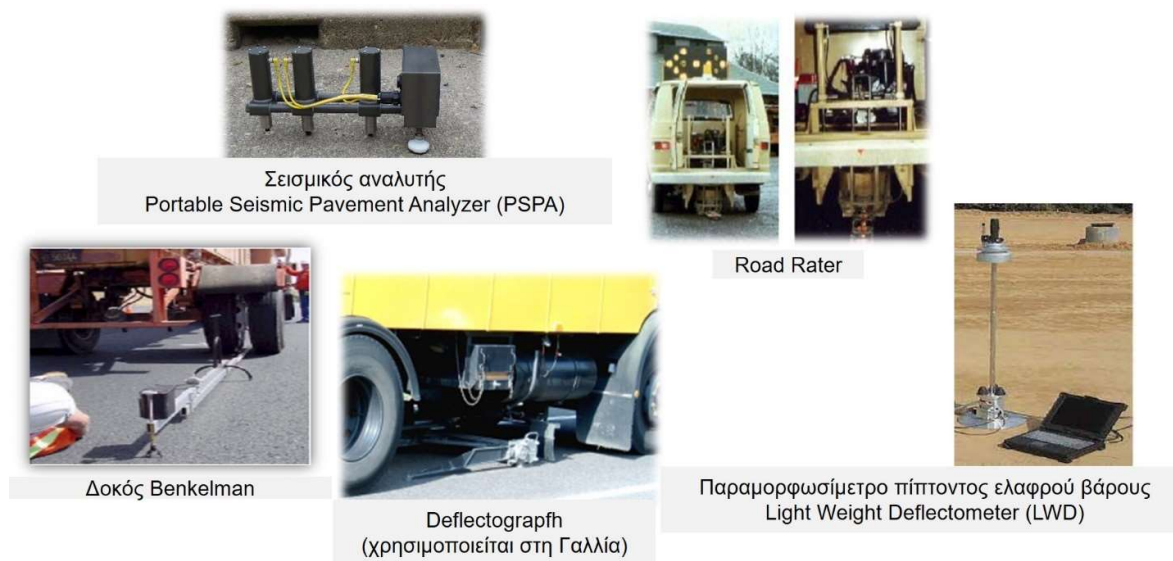 Σεισμικός αναλυτής
Portable Seismic Pavement Analyzer (PSPA)
Road Rater
Δοκός Benkelman
Deflectograpfh
(χρησιμοποιείται στη Γαλλία)
Παραμορφωσίμετρο πίπτοντος ελαφρού βάρους
Light Weight Deflectometer (LWD)